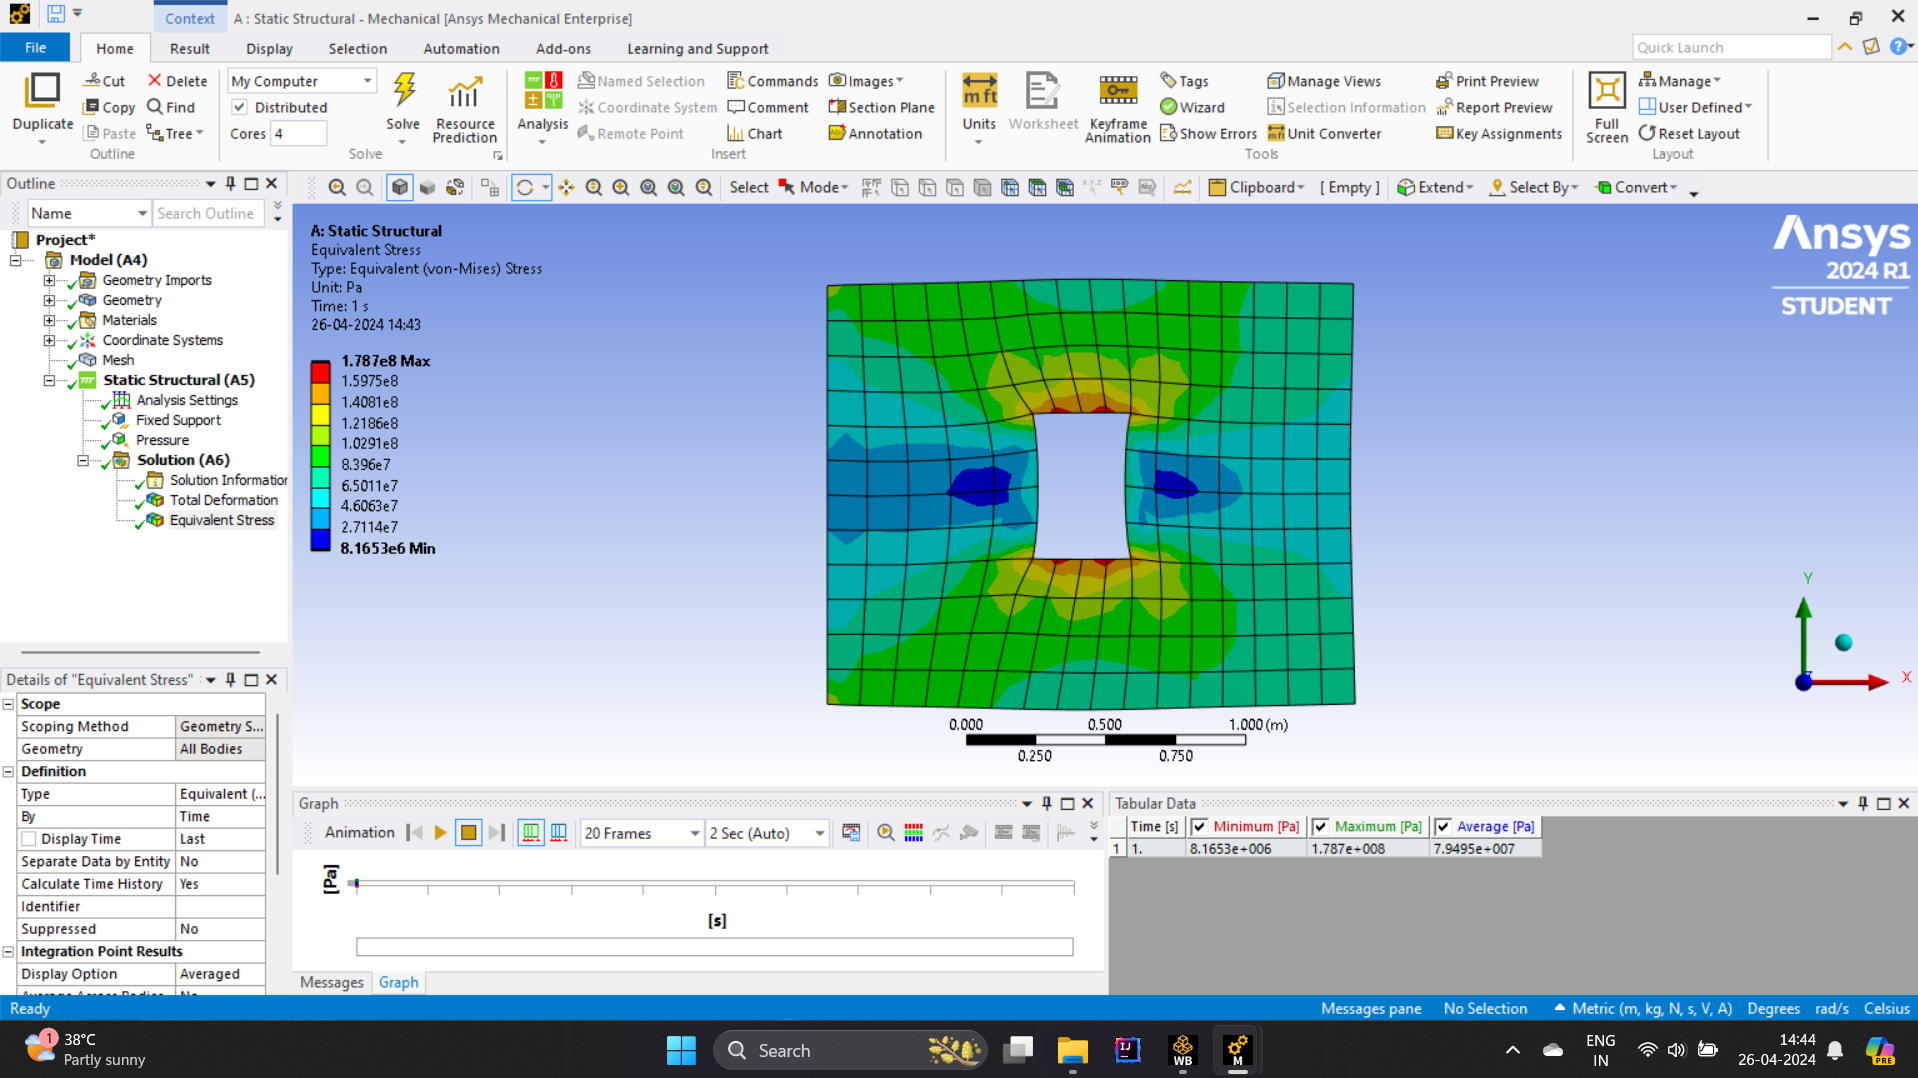 Context
A : Static Structural - Mechanical [Ansys Mechanical Enterprise]
File
Home
Result
Display
Selection
Automation
Add-ons
Learning and Support
Quick Launch
Duplicate
Cut
Copy
Paste
Delete
Find
Tree
Outline
My Computer
Distributed
Cores 4
Solve
Resource
Prediction
Solve
Analysis
Named Selection
Coordinate System
Remote Point
Commands
Comment
Chart
Images
Section Plane
Annotation
Insert
Units
Worksheet
Keyframe
Animation
Tags
Wizard
Show Errors
Manage Views
Selection Information
Unit Converter
Print Preview
Report Preview
Key Assignments
Tools
Full
Screen
Manage
User Defined
Reset Layout
Layout
Outline
Name
Search Outline
Project*
Model (A4)
Geometry Imports
Geometry
Materials
Coordinate Systems
Mesh
Static Structural (A5)
Analysis Settings
Fixed Support
Pressure
Solution (A6)
Solution Information
Total Deformation
Equivalent Stress
Select
Mode
Clipboard
[ Empty ]
Extend
Select By
Convert
A: Static Structural
Equivalent Stress
Type: Equivalent (von-Mises) Stress
Unit: Pa
Time: 1 s
26-04-2024 14:43
1.787e8 Max
1.5975e8
1.4081e8
1.2186e8
1.0291e8
8.396e7
6.5011e7
4.6063e7
2.7114e7
8.1653e6 Min
Ansys
2024 R1
STUDENT
0.000
0.500
1.000 (m)
0.250
0.750
Y
X
Z
Details of "Equivalent Stress"
Scope
Scoping Method Geometry S...
Geometry All Bodies
Definition
Type Equivalent (...
By Time
Display Time Last
Separate Data by Entity No
Calculate Time History Yes
Identifier
Suppressed No
Integration Point Results
Display Option Averaged
Average Across Bodies No
Graph
Animation
20 Frames
2 Sec (Auto)
[Pa]
[s]
Messages
Graph
Tabular Data
Time [s] Minimum [Pa] Maximum [Pa] Average [Pa]
1 1. 8.1653e+006 1.787e+008 7.9495e+007
Ready
Messages pane
No Selection
Metric (m, kg, N, s, V, A)
Degrees
rad/s
Celsius
1
38°C
Partly sunny
Search
IJ
WB
M
ENG
IN
14:44
26-04-2024
PRE